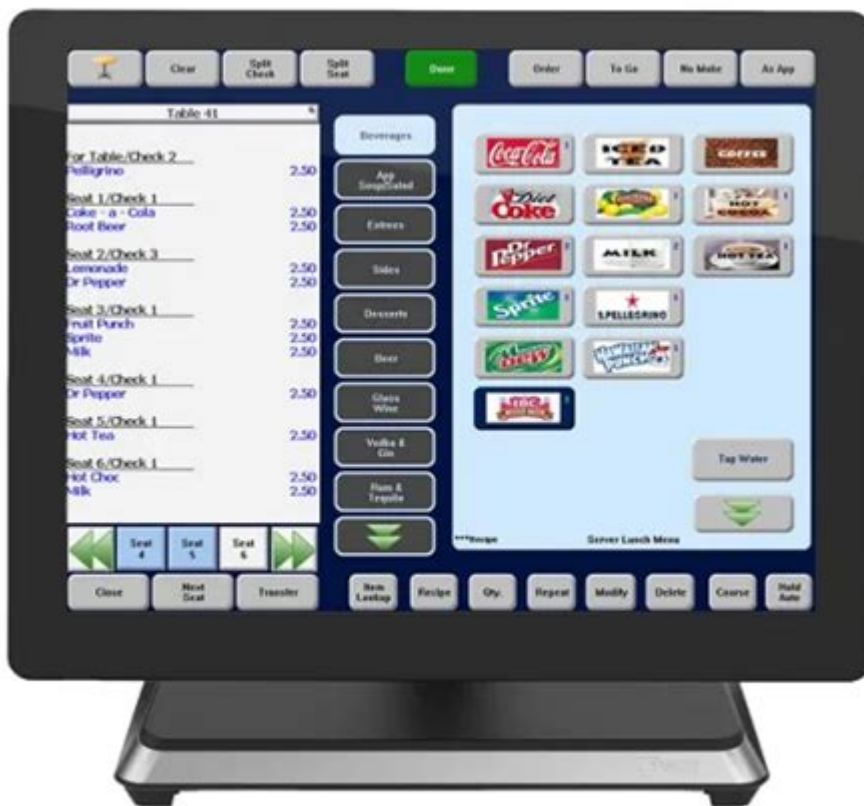 Clear
Split
Check
Split
Seat
Done
Order
To Go
No Make
As App
Table 41
For Table/Check 2
Pelligrino 2.50
Seat 1/Check 1
Coke - a - Cola 2.50
Root Beer 2.50
Seat 2/Check 3
Lemonade 2.50
Dr Pepper 2.50
Seat 3/Check 1
Fruit Punch 2.50
Sprite 2.50
Milk 2.50
Seat 4/Check 1
Dr Pepper 2.50
Seat 5/Check 1
Hot Tea 2.50
Seat 6/Check 1
Hot Choc 2.50
Milk 2.50
Seat
4
Seat
5
Seat
6
Close
Next
Seat
Transfer
Beverages
App
Soup/Salad
Entrees
Sides
Desserts
Beer
Glass
Wine
Vodka &
Gin
Rum &
Tequila
Coca-Cola
ICED
TEA
COFFEE
Diet
Coke
HOT
COCOA
Dr Pepper
MILK
HOT TEA
Sprite
S.PELLEGRINO
Mtn
Dew
HAWAIIAN
PUNCH
IBC
Tap Water
***Recipe
Server Lunch Menu
Item
Lookup
Recipe
Qty.
Repeat
Modify
Delete
Course
Hold
Auto